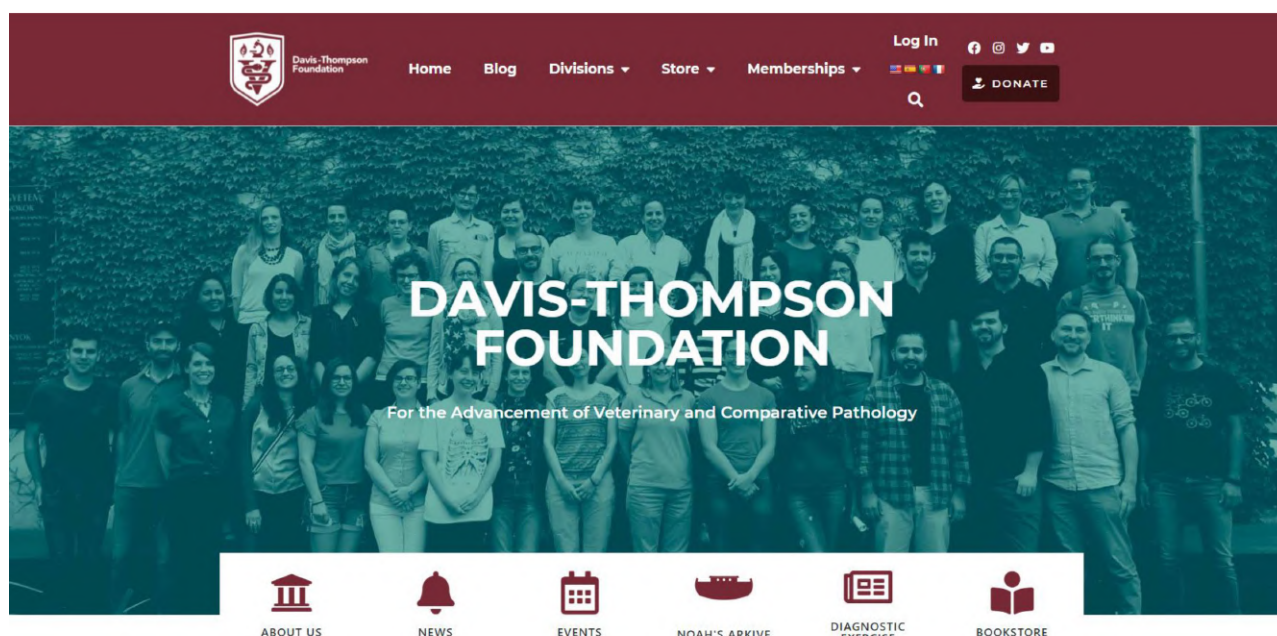 Davis-Thompson
Foundation
Home
Blog
Divisions
Store
Memberships
Log In
DONATE
DAVIS-THOMPSON
FOUNDATION
For the Advancement of Veterinary and Comparative Pathology
ABOUT US
NEWS
EVENTS
NOAH'S ARKIVE
DIAGNOSTIC
EXERCISE
BOOKSTORE